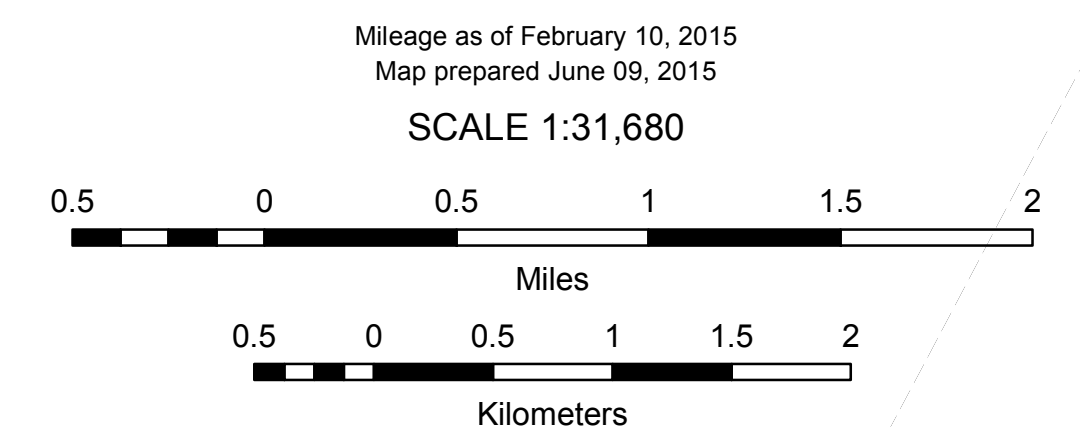 Mileage as of February 10, 2015
Map prepared June 09, 2015
SCALE 1:31,680
0.5 0 0.5 1 1.5 2
Miles
0.5 0 0.5 1 1.5 2
Kilometers